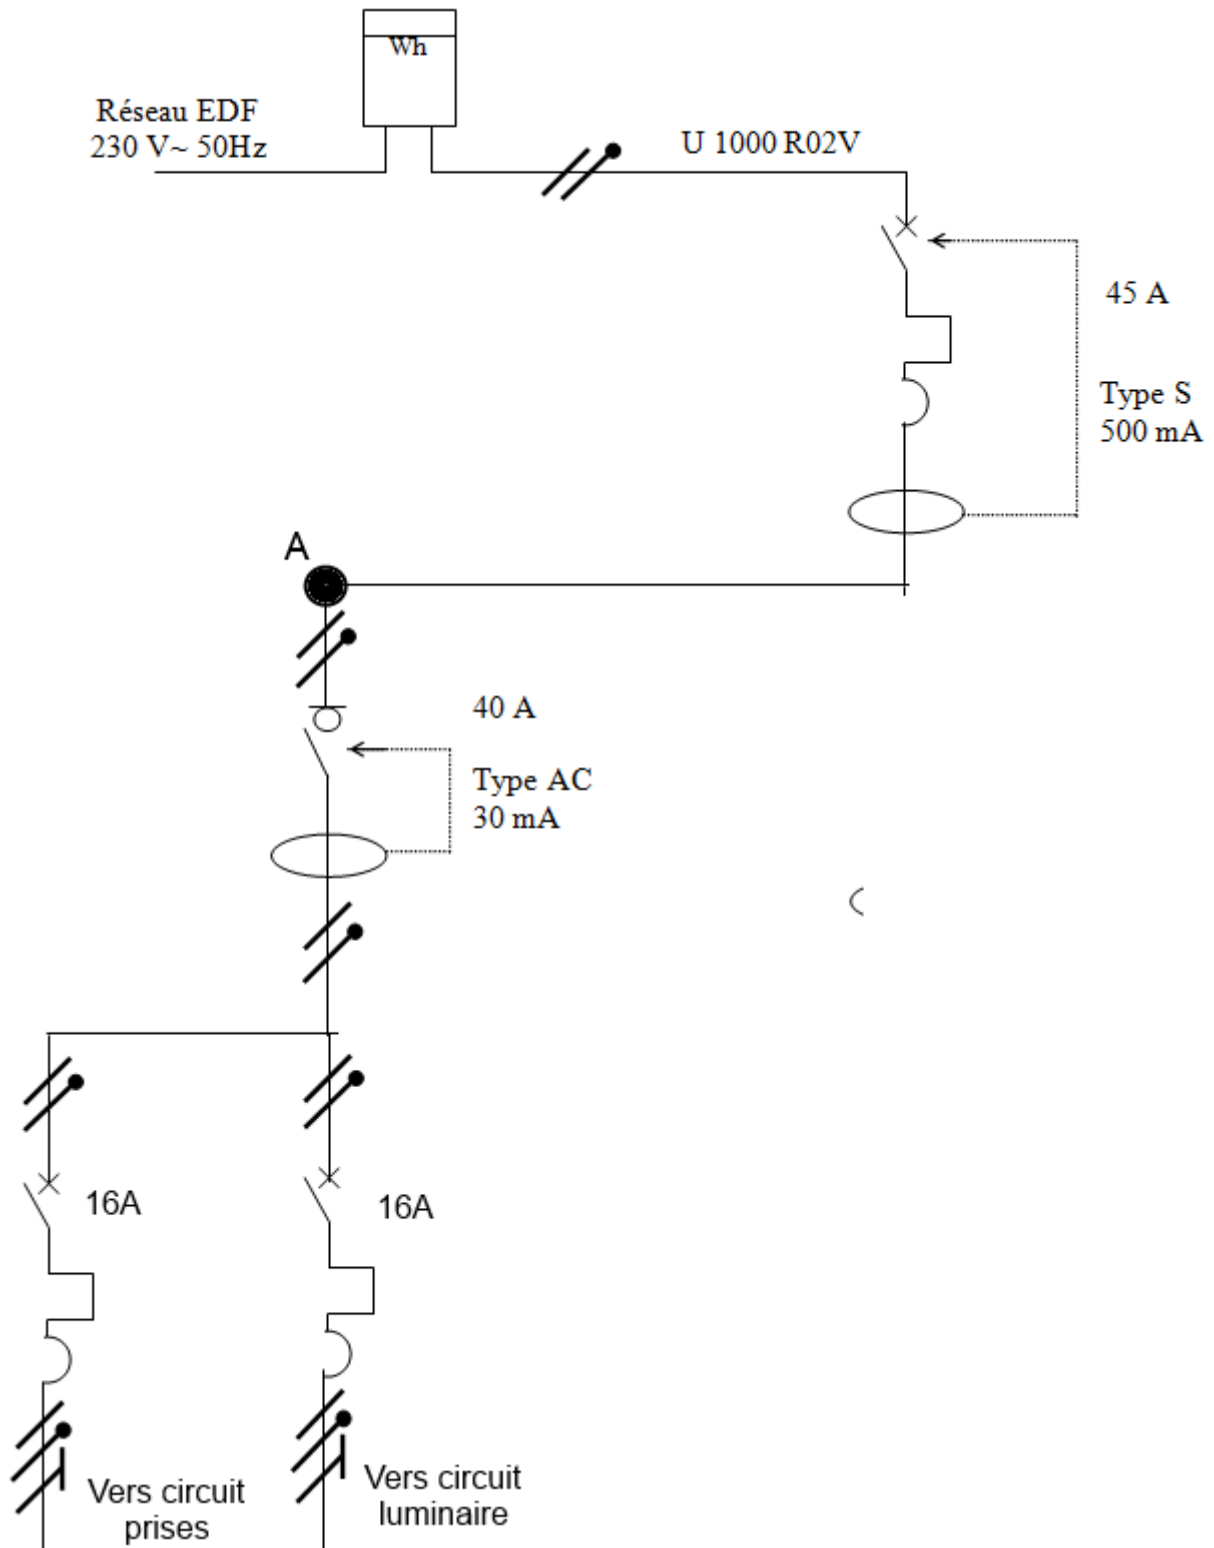 Wh
Réseau EDF
230 V~ 50Hz
U 1000 R02V
45 A
Type S
500 mA
A
40 A
Type AC
30 mA
16A
16A
Vers circuit
prises
Vers circuit
luminaire